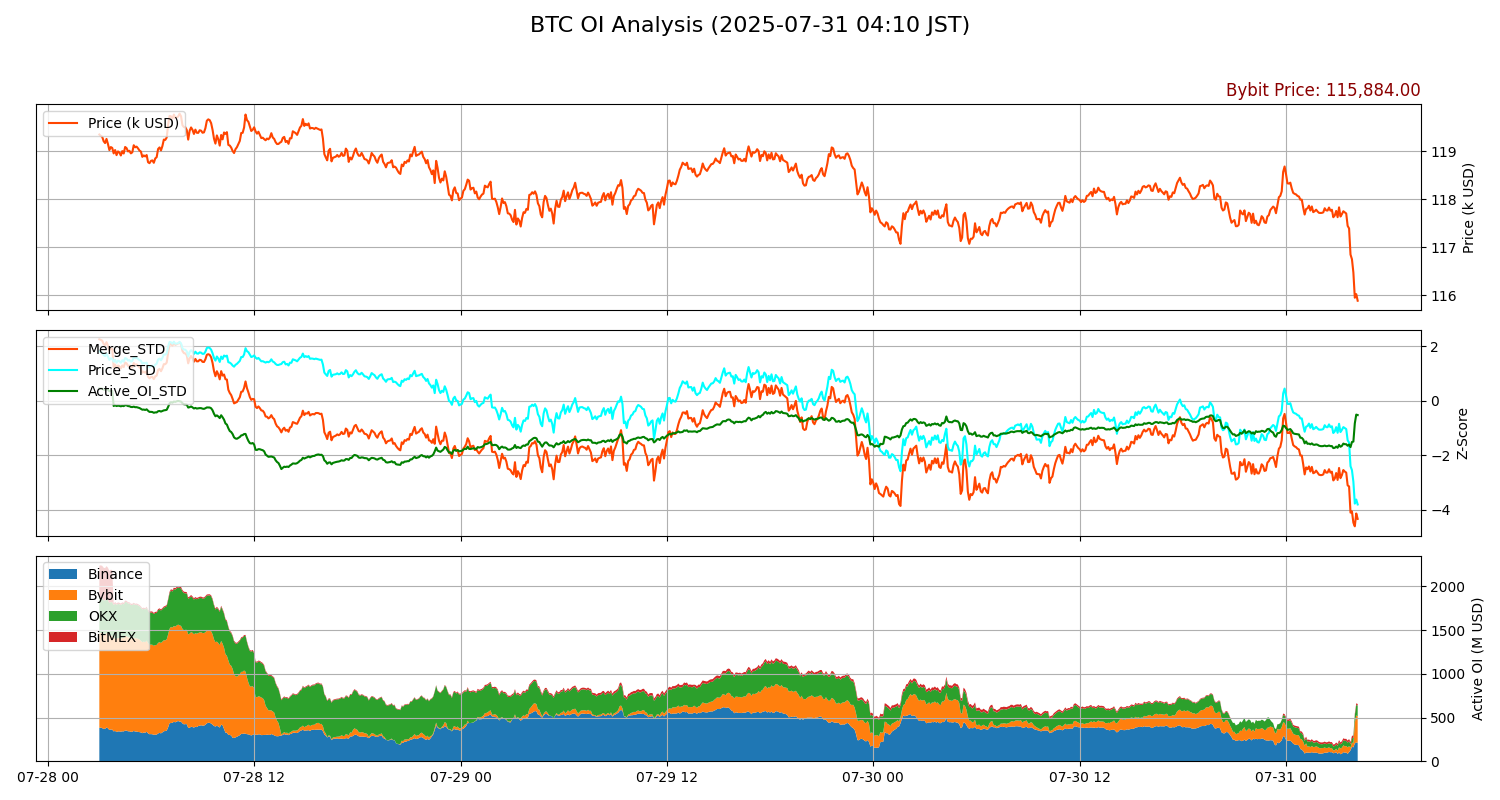 BTC OI Analysis (2025-07-31 04:10 JST)
Bybit Price: 115,884.00
Price (k USD)
119
118
117
116
Price (k USD)
Merge_STD
Price_STD
Active_OI_STD
2
0
−2
−4
Z-Score
Binance
Bybit
OKX
BitMEX
2000
1500
1000
500
0
Active OI (M USD)
07-28 00
07-28 12
07-29 00
07-29 12
07-30 00
07-30 12
07-31 00